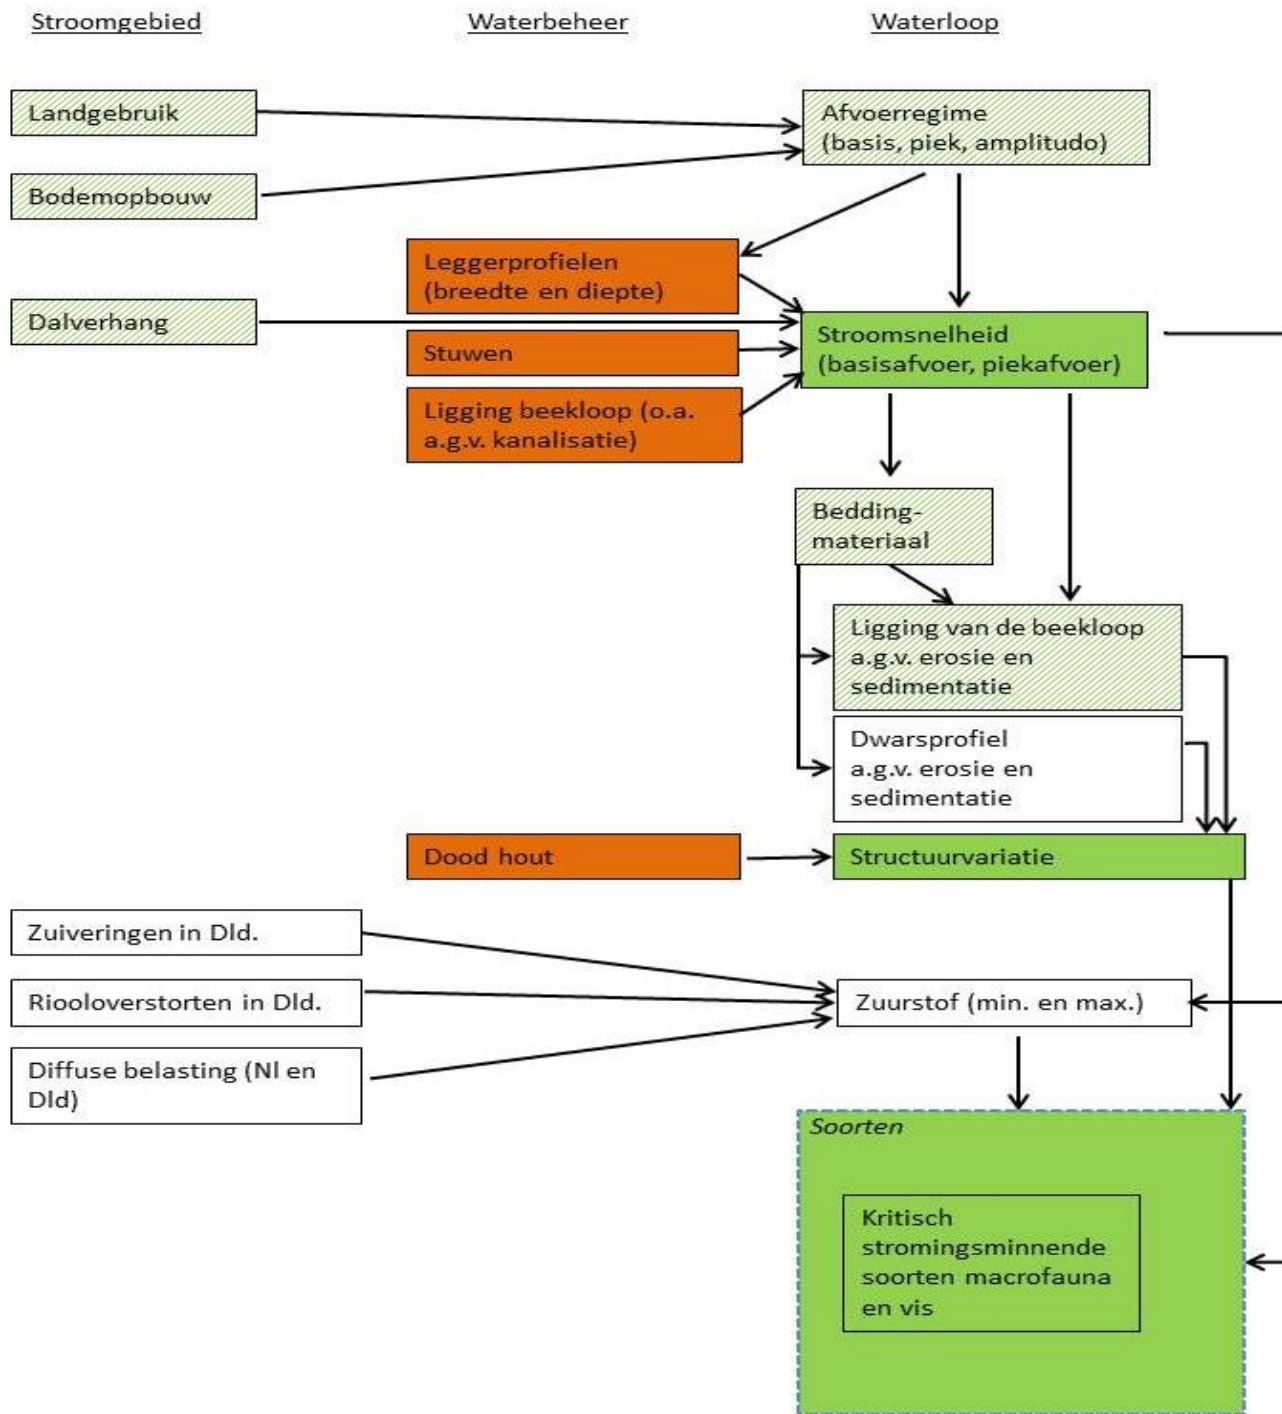 Stroomgebied
Waterbeheer
Waterloop
Landgebruik
Afvoerregime
(basis, piek, amplitudo)
Bodemopbouw
Leggerprofielen
(breedte en diepte)
Dalverhang
Stroomsnelheid
(basisafvoer, piekafvoer)
Stuwen
Ligging beekloop (o.a.
a.g.v. kanalisatie)
Bedding-
materiaal
Ligging van de beekloop
a.g.v. erosie en
sedimentatie
Dwarsprofiel
a.g.v. erosie en
sedimentatie
Dood hout
Structuurvariatie
Zuiveringen in Dld.
Riooloverstorten in Dld.
Zuurstof (min. en max.)
Diffuse belasting (Nl en
Dld)
Soorten
Kritisch
stromingsminnende
soorten macrofauna
en vis